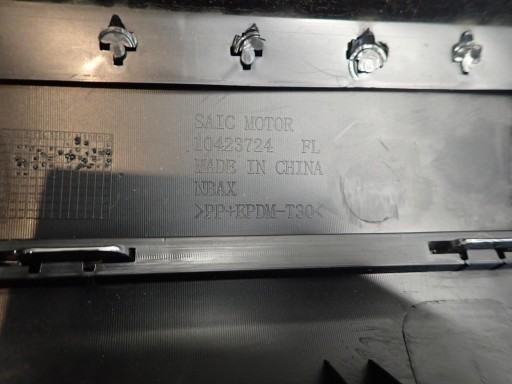 SAIC MOTOR
10423724 FL
MADE IN CHINA
NBAX
>PP+EPDM-T30<